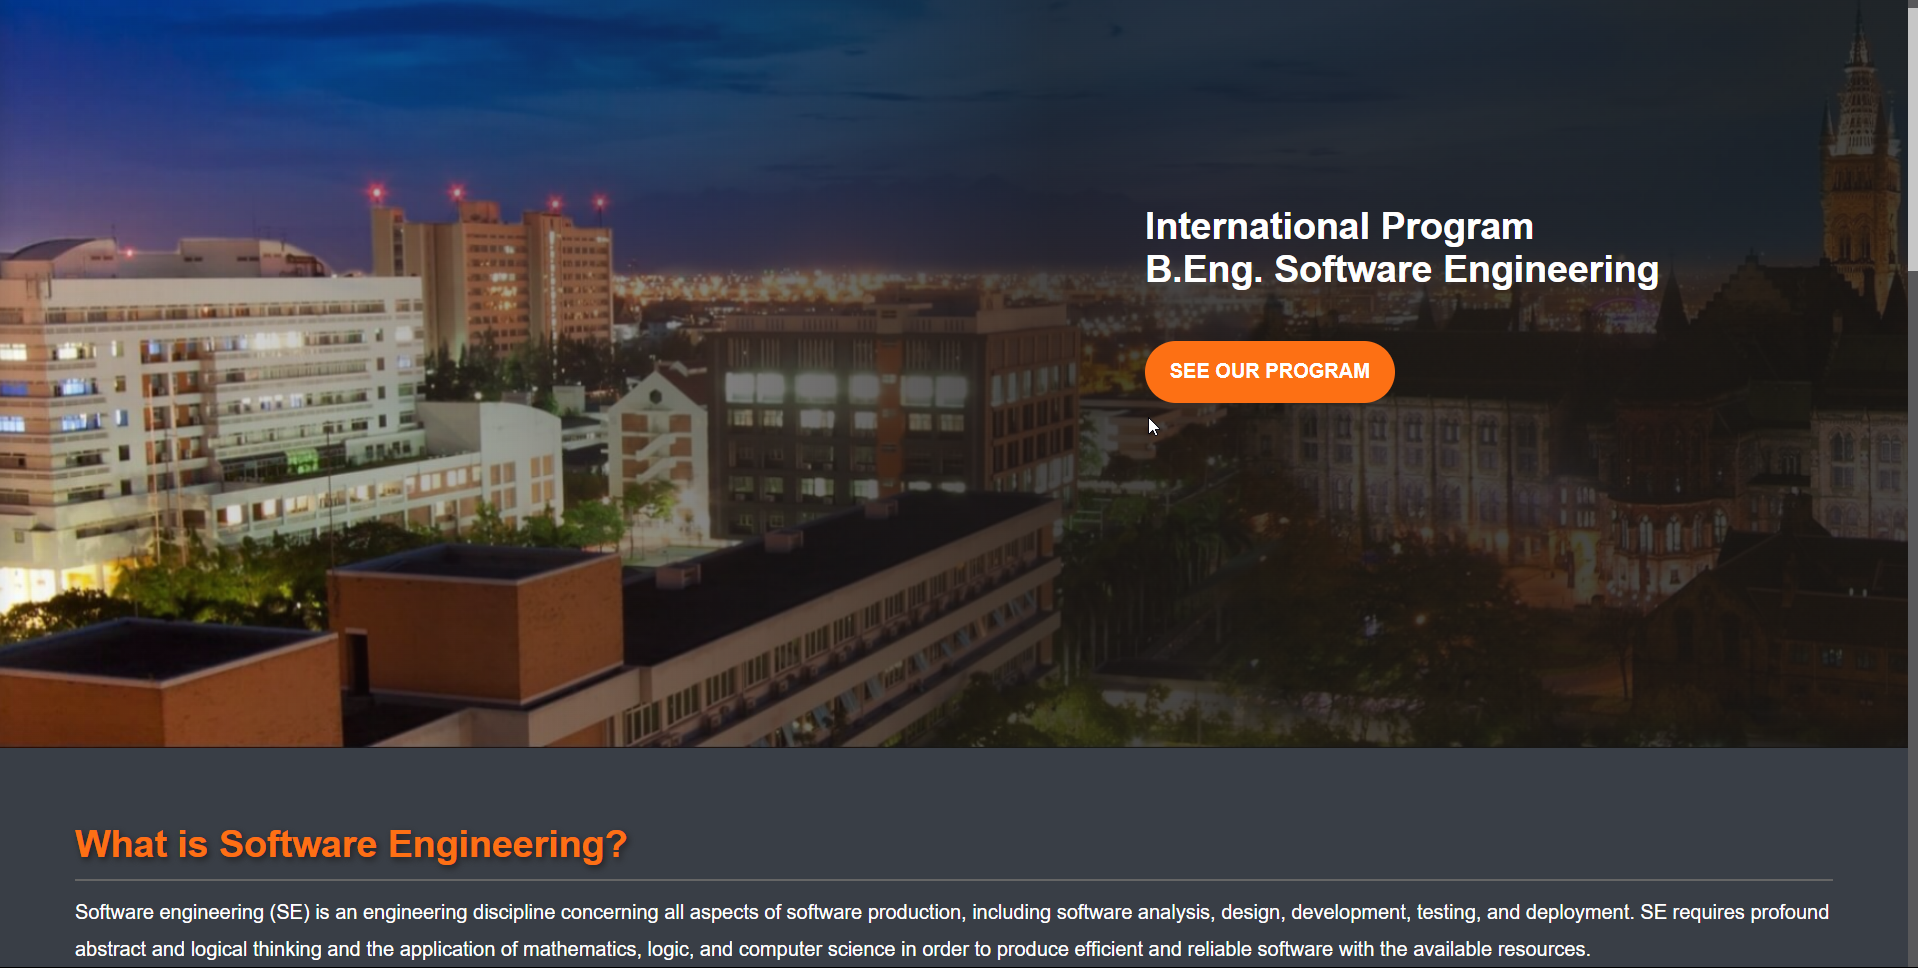 International Program
B.Eng. Software Engineering
SEE OUR PROGRAM
What is Software Engineering?
Software engineering (SE) is an engineering discipline concerning all aspects of software production, including software analysis, design, development, testing, and deployment. SE requires profound
abstract and logical thinking and the application of mathematics, logic, and computer science in order to produce efficient and reliable software with the available resources.